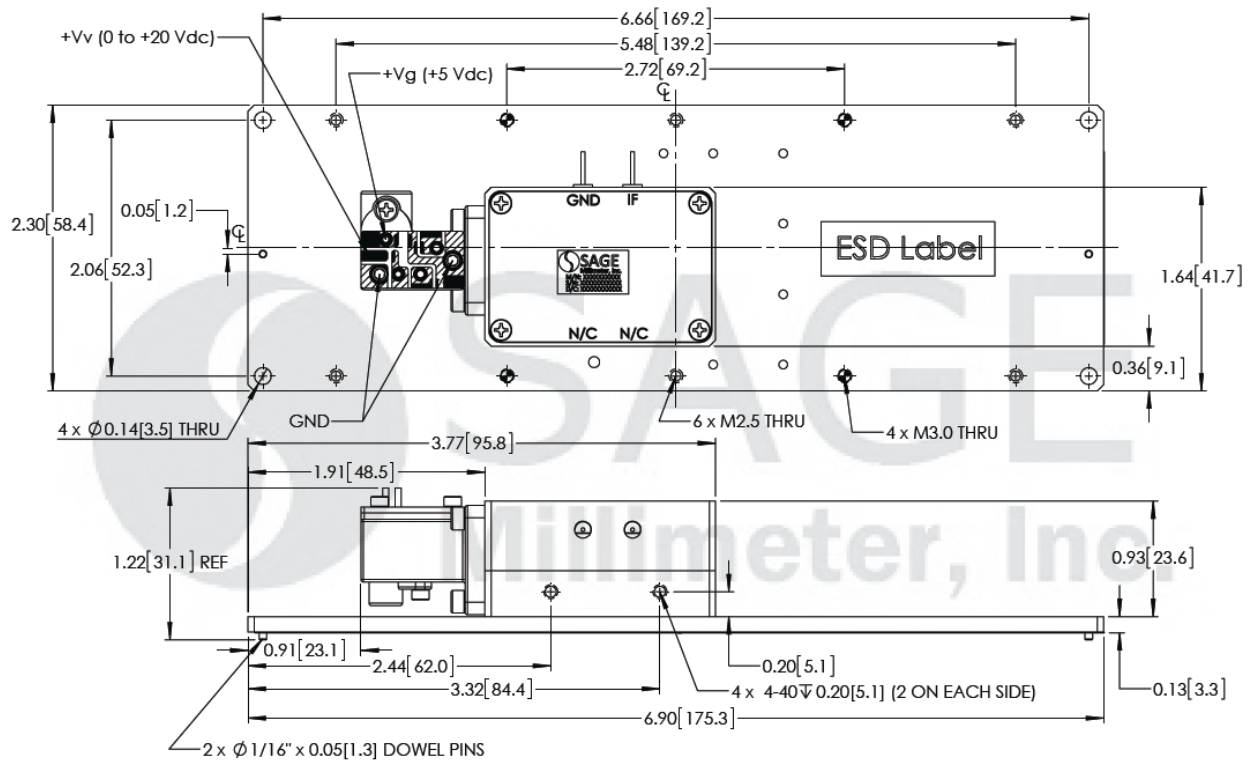 6.66[169.2]
+Vv (0 to +20 Vdc)
5.48[139.2]
+Vg (+5 Vdc)
2.72[69.2]
℄
GND IF
2.30[58.4]
0.05[1.2]
℄
2.06[52.3]
ESD Label
SAGE
Millimeter, Inc.
1.64[41.7]
N/C N/C
0.36[9.1]
SAGE
4 x Ø0.14[3.5] THRU
GND
6 x M2.5 THRU
4 x M3.0 THRU
3.77[95.8]
1.91[48.5]
Millimeter, Inc.
1.22[31.1] REF
0.93[23.6]
0.91[23.1]
2.44[62.0]
0.20[5.1]
3.32[84.4]
4 x 4-40↧0.20[5.1] (2 ON EACH SIDE)
0.13[3.3]
6.90[175.3]
2 x Ø1/16" x 0.05[1.3] DOWEL PINS